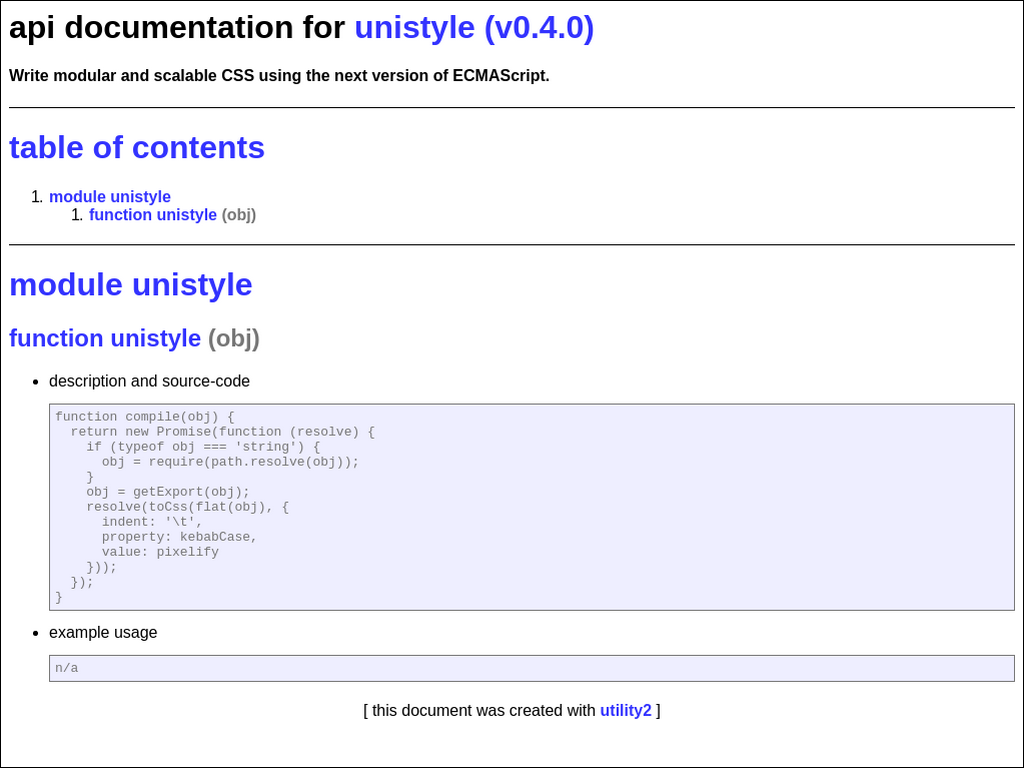 api documentation for unistyle (v0.4.0)
Write modular and scalable CSS using the next version of ECMAScript.
table of contents
1. module unistyle
1. function unistyle (obj)
module unistyle
function unistyle (obj)
• description and source-code
function compile(obj) {
  return new Promise(function (resolve) {
    if (typeof obj === 'string') {
      obj = require(path.resolve(obj));
    }
    obj = getExport(obj);
    resolve(toCss(flat(obj), {
      indent: '\t',
      property: kebabCase,
      value: pixelify
    }));
  });
}
• example usage
n/a
[ this document was created with utility2 ]